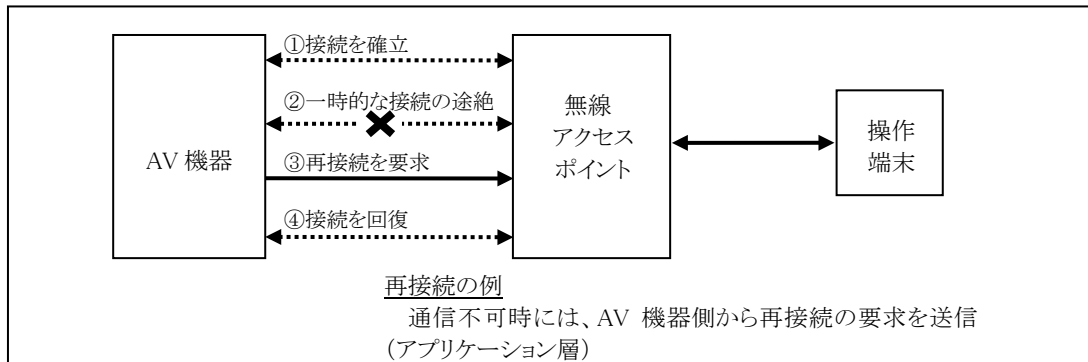 ①接続を確立
②一時的な接続の途絶
AV 機器
③再接続を要求
④接続を回復
無線
アクセス
ポイント
操作
端末
再接続の例
通信不可時には、AV 機器側から再接続の要求を送信
(アプリケーション層)